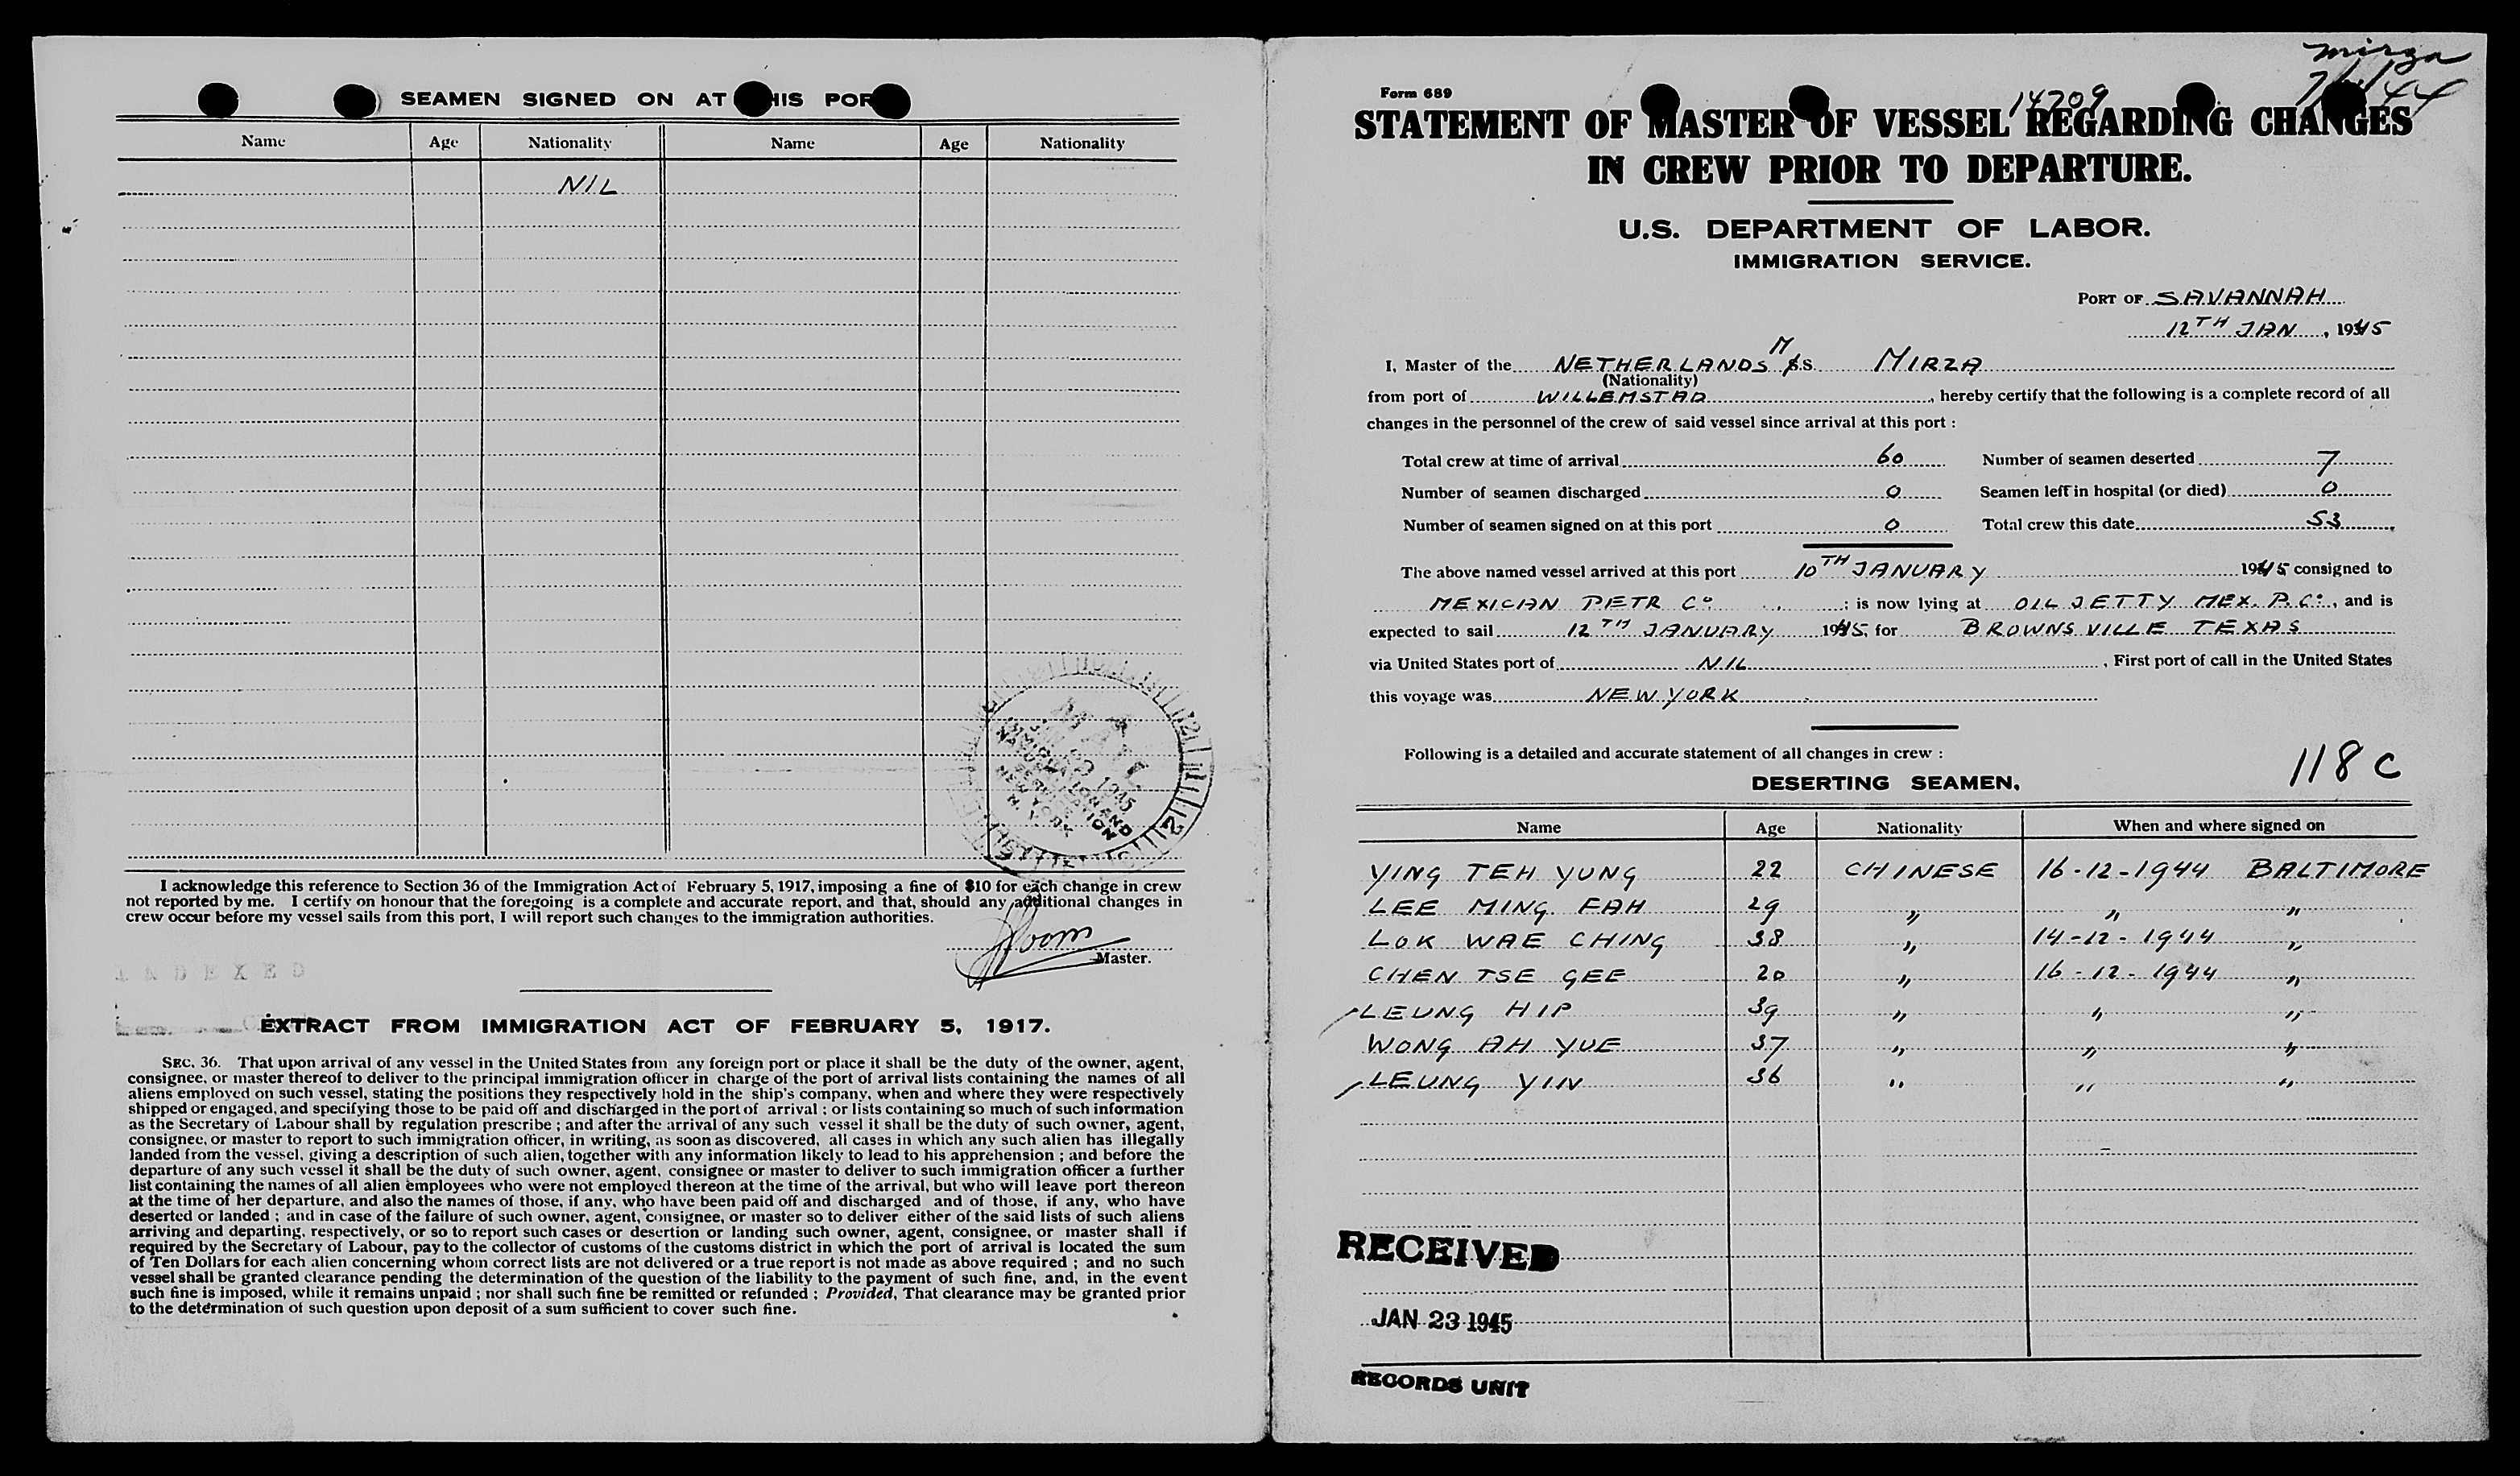 SEAMEN SIGNED ON AT THIS PORT
Name Age Nationality Name Age Nationality
NIL
I acknowledge this reference to Section 36 of the Immigration Act of February 5, 1917, imposing a fine of $10 for each change in crew
not reported by me. I certify on honour that the foregoing is a complete and accurate report, and that, should any additional changes in
crew occur before my vessel sails from this port, I will report such changes to the immigration authorities.
Master.
INDEXED
EXTRACT FROM IMMIGRATION ACT OF FEBRUARY 5, 1917.
SEC. 36. That upon arrival of any vessel in the United States from any foreign port or place it shall be the duty of the owner, agent,
consignee, or master thereof to deliver to the principal immigration officer in charge of the port of arrival lists containing the names of all
aliens employed on such vessel, stating the positions they respectively hold in the ship's company, when and where they were respectively
shipped or engaged, and specifying those to be paid off and discharged in the port of arrival ; or lists containing so much of such information
as the Secretary of Labour shall by regulation prescribe ; and after the arrival of any such vessel it shall be the duty of such owner, agent,
consignee, or master to report to such immigration officer, in writing, as soon as discovered, all cases in which any such alien has illegally
landed from the vessel, giving a description of such alien, together with any information likely to lead to his apprehension ; and before the
departure of any such vessel it shall be the duty of such owner, agent, consignee or master to deliver to such immigration officer a further
list containing the names of all alien employees who were not employed thereon at the time of the arrival, but who will leave port thereon
at the time of her departure, and also the names of those, if any, who have been paid off and discharged and of those, if any, who have
deserted or landed ; and in case of the failure of such owner, agent, consignee, or master so to deliver either of the said lists of such aliens
arriving and departing, respectively, or so to report such cases or desertion or landing such owner, agent, consignee, or master shall if
required by the Secretary of Labour, pay to the collector of customs of the customs district in which the port of arrival is located the sum
of Ten Dollars for each alien concerning whom correct lists are not delivered or a true report is not made as above required ; and no such
vessel shall be granted clearance pending the determination of the question of the liability to the payment of such fine, and, in the event
such fine is imposed, while it remains unpaid ; nor shall such fine be remitted or refunded ; Provided, That clearance may be granted prior
to the determination of such question upon deposit of a sum sufficient to cover such fine.
IMMIGRATION AND
NATURALIZATION
SERVICE
NEW YORK
N. Y.
mirza
Form 689
14709
STATEMENT OF MASTER OF VESSEL REGARDING CHANGES
IN CREW PRIOR TO DEPARTURE.
U.S. DEPARTMENT OF LABOR.
IMMIGRATION SERVICE.
PORT OF SAVANNAH
12TH JAN, 1945
I, Master of the NETHERLANDS M S.S. MIRZA
(Nationality)
from port of WILLEMSTAD, hereby certify that the following is a complete record of all
changes in the personnel of the crew of said vessel since arrival at this port :
Total crew at time of arrival 60 Number of seamen deserted 7
Number of seamen discharged 0 Seamen left in hospital (or died) 0
Number of seamen signed on at this port 0 Total crew this date 53
The above named vessel arrived at this port 10TH JANUARY 1945 consigned to
MEXICAN PETR Co ; is now lying at OIL JETTY MEX. P. Co, and is
expected to sail 12TH JANUARY 1945, for BROWNSVILLE TEXAS
via United States port of NIL, First port of call in the United States
this voyage was NEW YORK
Following is a detailed and accurate statement of all changes in crew :
118 C
DESERTING SEAMEN,
Name Age Nationality When and where signed on
YING TEH YUNG 22 CHINESE 16-12-1944 BALTIMORE
LEE MING FAH 29 " " "
LOK WAE CHING 38 " 14-12-1944 "
CHEN TSE GEE 20 " 16-12-1944 "
LEUNG HIP 39 " " "
WONG AH YUE 37 " " "
LEUNG YIN 36 " " "
RECEIVED
JAN 23 1945
RECORDS UNIT